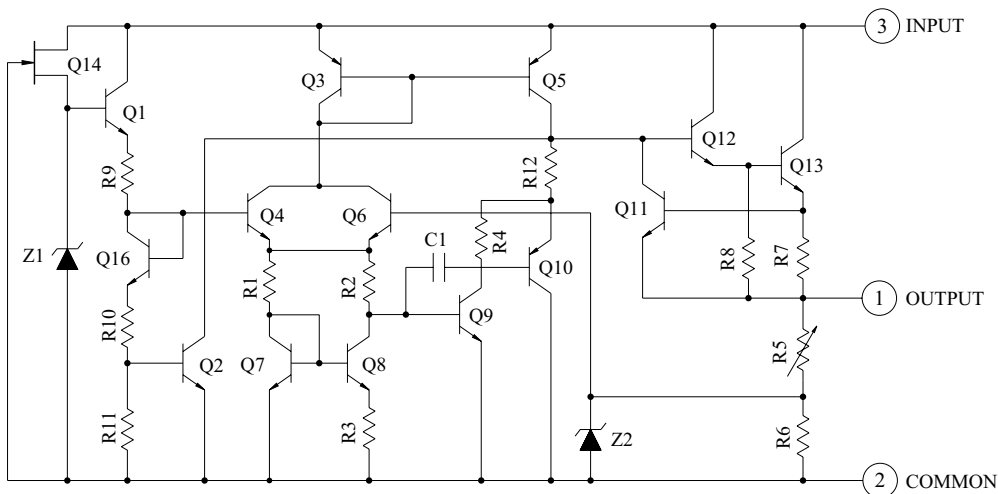 3 INPUT
Q14
Q3
Q5
Q1
Q12
Q13
R9
R12
Q4
Q6
Q11
R4
C1
Z1
Q16
R1
R2
Q10
R8
R7
1 OUTPUT
R10
Q9
R5
Q2
Q7
Q8
R11
R3
Z2
R6
2 COMMON